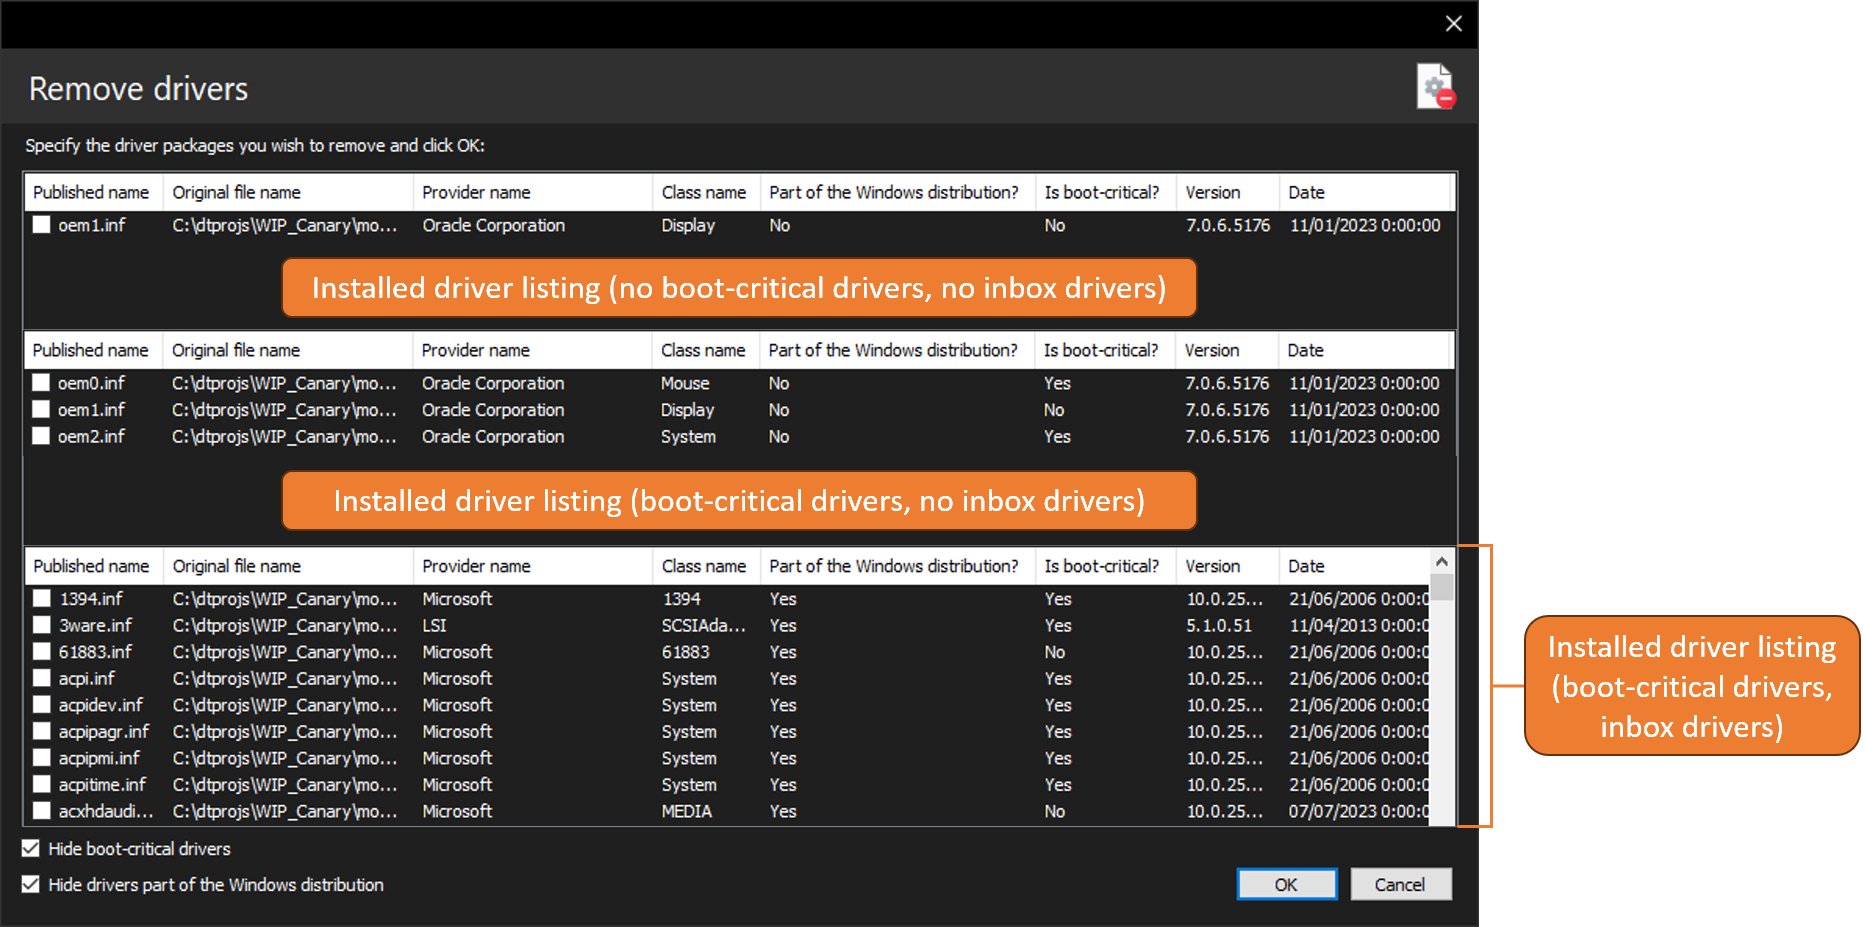 Remove drivers
Specify the driver packages you wish to remove and click OK:
Published name Original file name Provider name Class name Part of the Windows distribution? Is boot-critical? Version Date
oem1.inf C:\dtprojs\WIP_Canary\mo... Oracle Corporation Display No No 7.0.6.5176 11/01/2023 0:00:00
Installed driver listing (no boot-critical drivers, no inbox drivers)
Published name Original file name Provider name Class name Part of the Windows distribution? Is boot-critical? Version Date
oem0.inf C:\dtprojs\WIP_Canary\mo... Oracle Corporation Mouse No Yes 7.0.6.5176 11/01/2023 0:00:00
oem1.inf C:\dtprojs\WIP_Canary\mo... Oracle Corporation Display No No 7.0.6.5176 11/01/2023 0:00:00
oem2.inf C:\dtprojs\WIP_Canary\mo... Oracle Corporation System No Yes 7.0.6.5176 11/01/2023 0:00:00
Installed driver listing (boot-critical drivers, no inbox drivers)
Published name Original file name Provider name Class name Part of the Windows distribution? Is boot-critical? Version Date
1394.inf C:\dtprojs\WIP_Canary\mo... Microsoft 1394 Yes Yes 10.0.25... 21/06/2006 0:00:0
3ware.inf C:\dtprojs\WIP_Canary\mo... LSI SCSIAda... Yes Yes 5.1.0.51 11/04/2013 0:00:0
61883.inf C:\dtprojs\WIP_Canary\mo... Microsoft 61883 Yes No 10.0.25... 21/06/2006 0:00:0
acpi.inf C:\dtprojs\WIP_Canary\mo... Microsoft System Yes Yes 10.0.25... 21/06/2006 0:00:0
acpidev.inf C:\dtprojs\WIP_Canary\mo... Microsoft System Yes Yes 10.0.25... 21/06/2006 0:00:0
acpipagr.inf C:\dtprojs\WIP_Canary\mo... Microsoft System Yes Yes 10.0.25... 21/06/2006 0:00:0
acpipmi.inf C:\dtprojs\WIP_Canary\mo... Microsoft System Yes Yes 10.0.25... 21/06/2006 0:00:0
acpitime.inf C:\dtprojs\WIP_Canary\mo... Microsoft System Yes Yes 10.0.25... 21/06/2006 0:00:0
acxhdaudi... C:\dtprojs\WIP_Canary\mo... Microsoft MEDIA Yes No 10.0.25... 07/07/2023 0:00:0
Installed driver listing
(boot-critical drivers,
inbox drivers)
Hide boot-critical drivers
Hide drivers part of the Windows distribution
OK Cancel